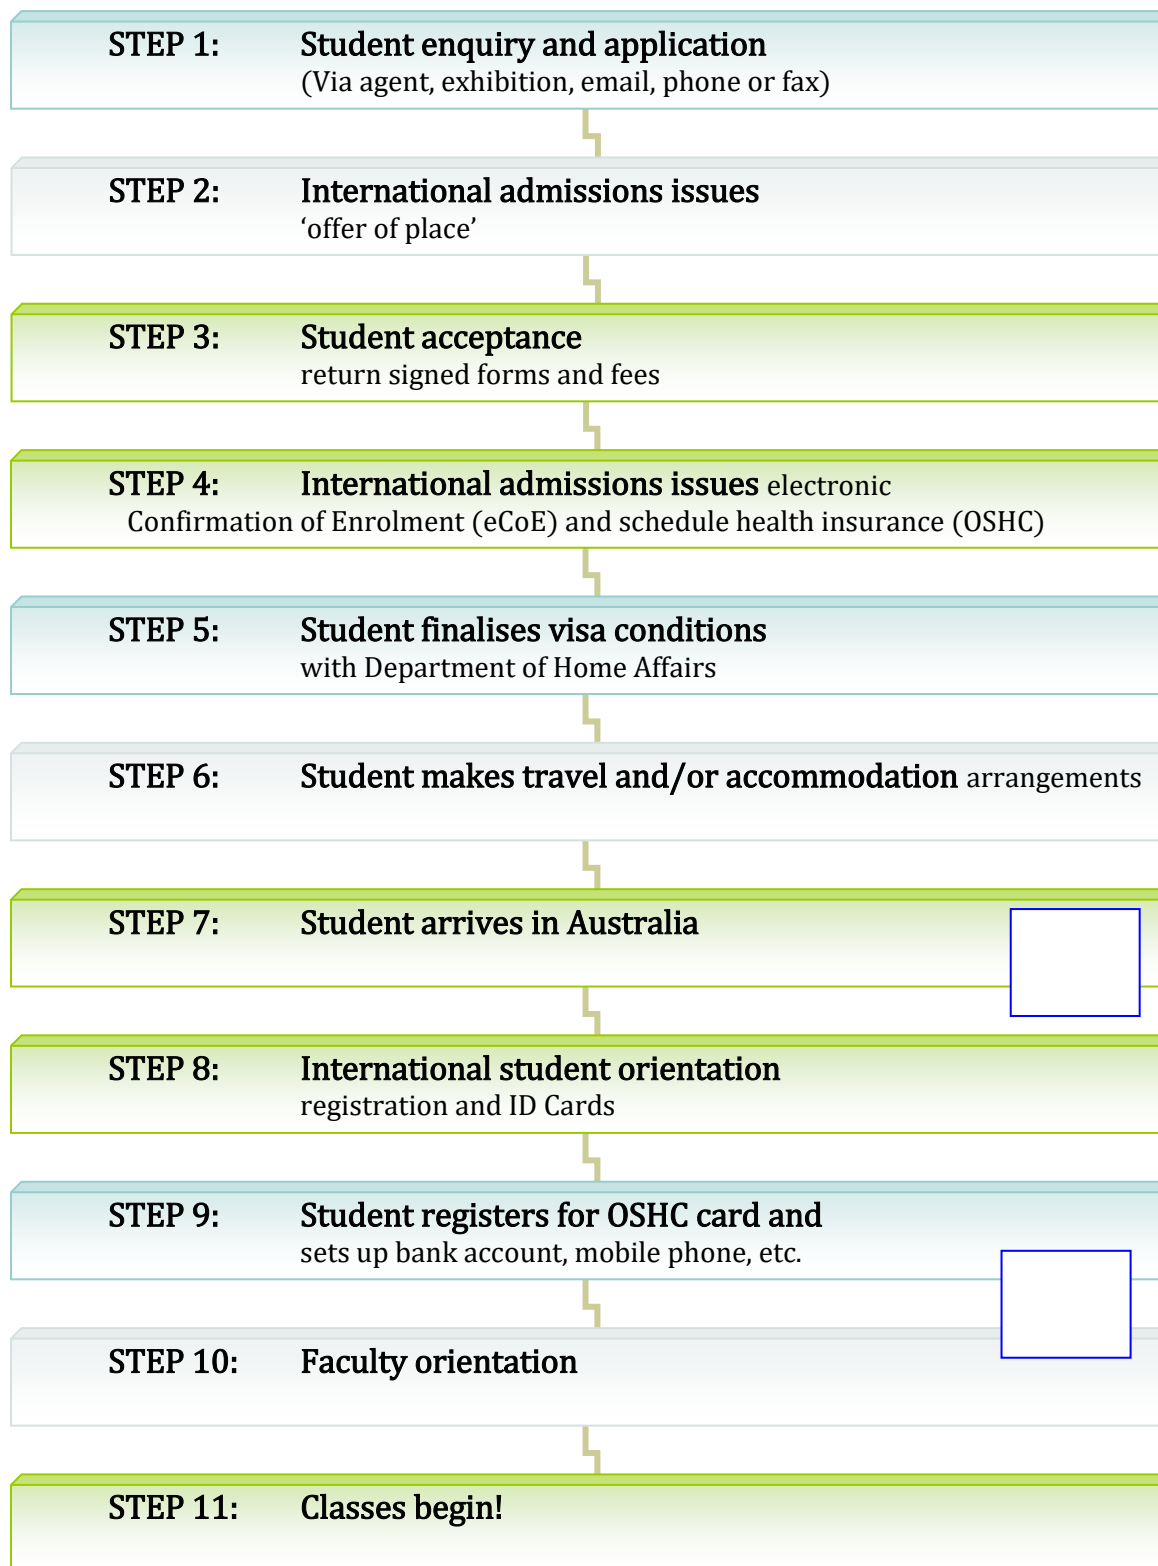 STEP 1: Student enquiry and application
(Via agent, exhibition, email, phone or fax)
STEP 2: International admissions issues
‘offer of place’
STEP 3: Student acceptance
return signed forms and fees
STEP 4: International admissions issues electronic
Confirmation of Enrolment (eCoE) and schedule health insurance (OSHC)
STEP 5: Student finalises visa conditions
with Department of Home Affairs
STEP 6: Student makes travel and/or accommodation arrangements
STEP 7: Student arrives in Australia
STEP 8: International student orientation
registration and ID Cards
STEP 9: Student registers for OSHC card and
sets up bank account, mobile phone, etc.
STEP 10: Faculty orientation
STEP 11: Classes begin!